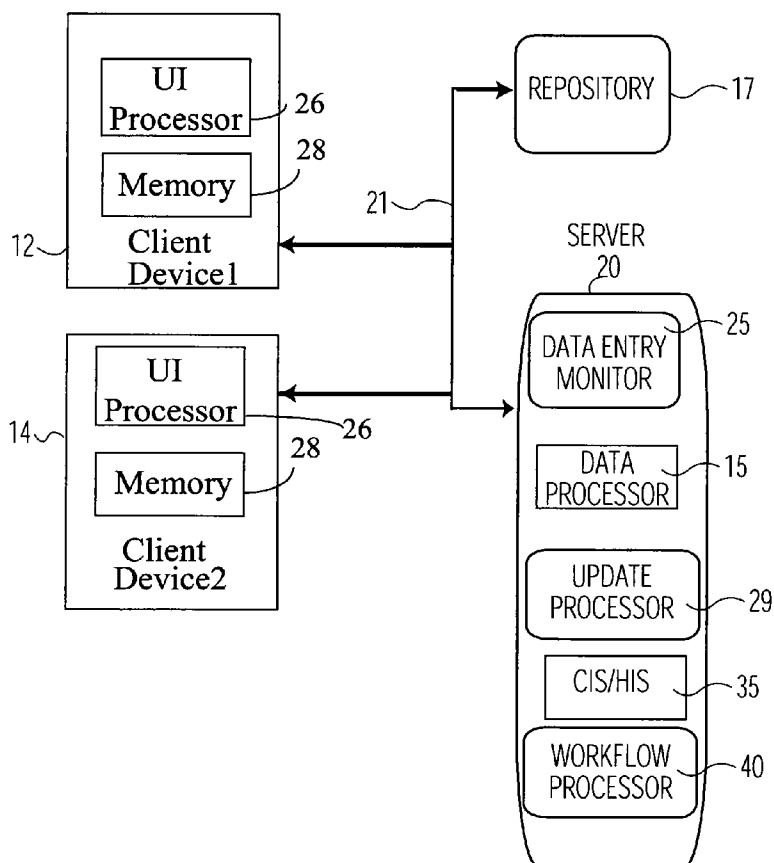 UI
Processor
26
Memory
28
12
Client
Device1
UI
Processor
26
14
Memory
28
Client
Device2
21
REPOSITORY
17
SERVER
20
DATA ENTRY
MONITOR
25
DATA
PROCESSOR
15
UPDATE
PROCESSOR
29
CIS/HIS
35
WORKFLOW
PROCESSOR
40